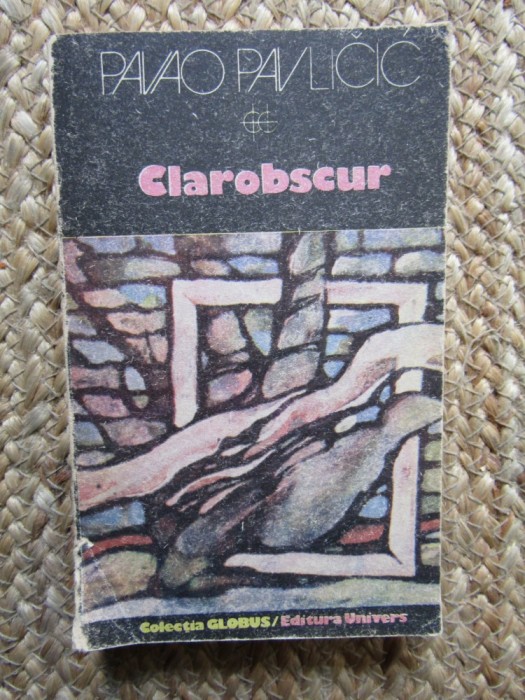 PAVAO PAVLIČIĆ
Clarobscur
Colecția GLOBUS/Editura Univers